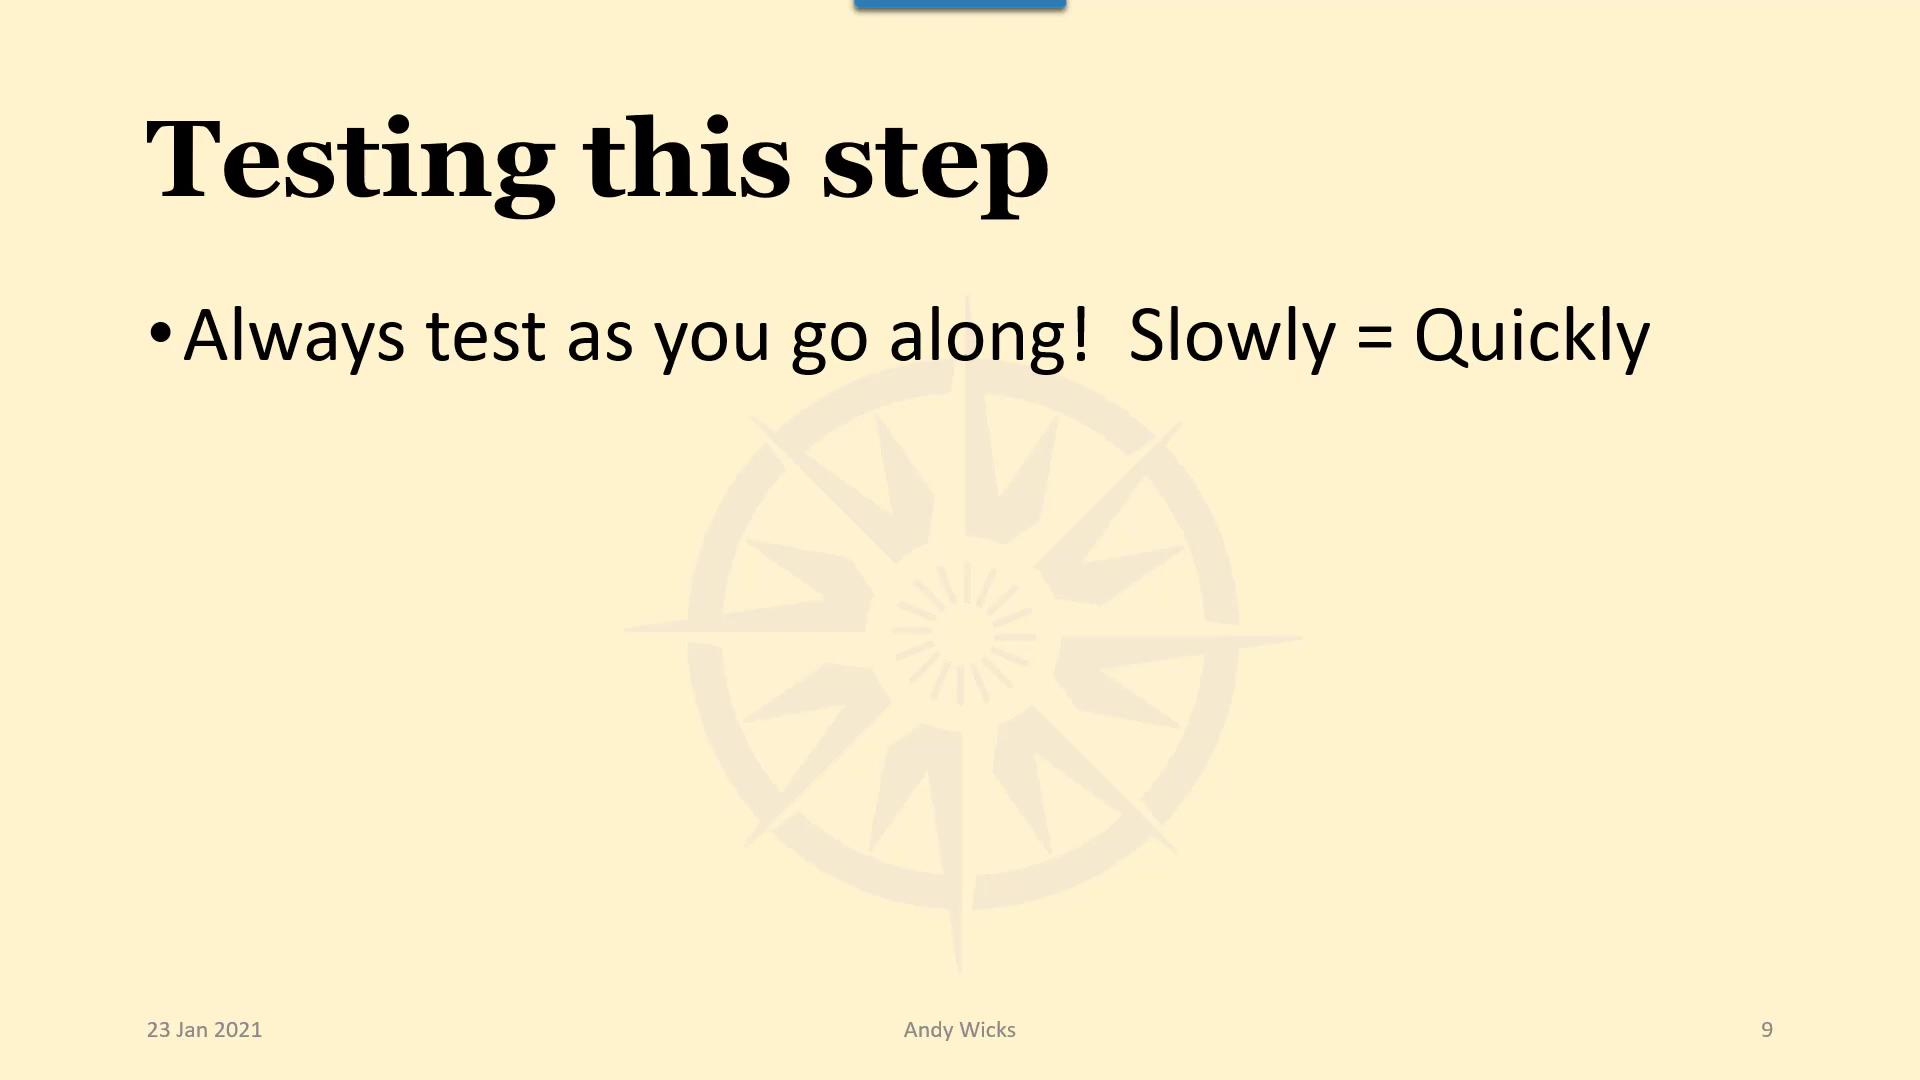 Testing this step
•Always test as you go along!  Slowly = Quickly
23 Jan 2021
Andy Wicks
9